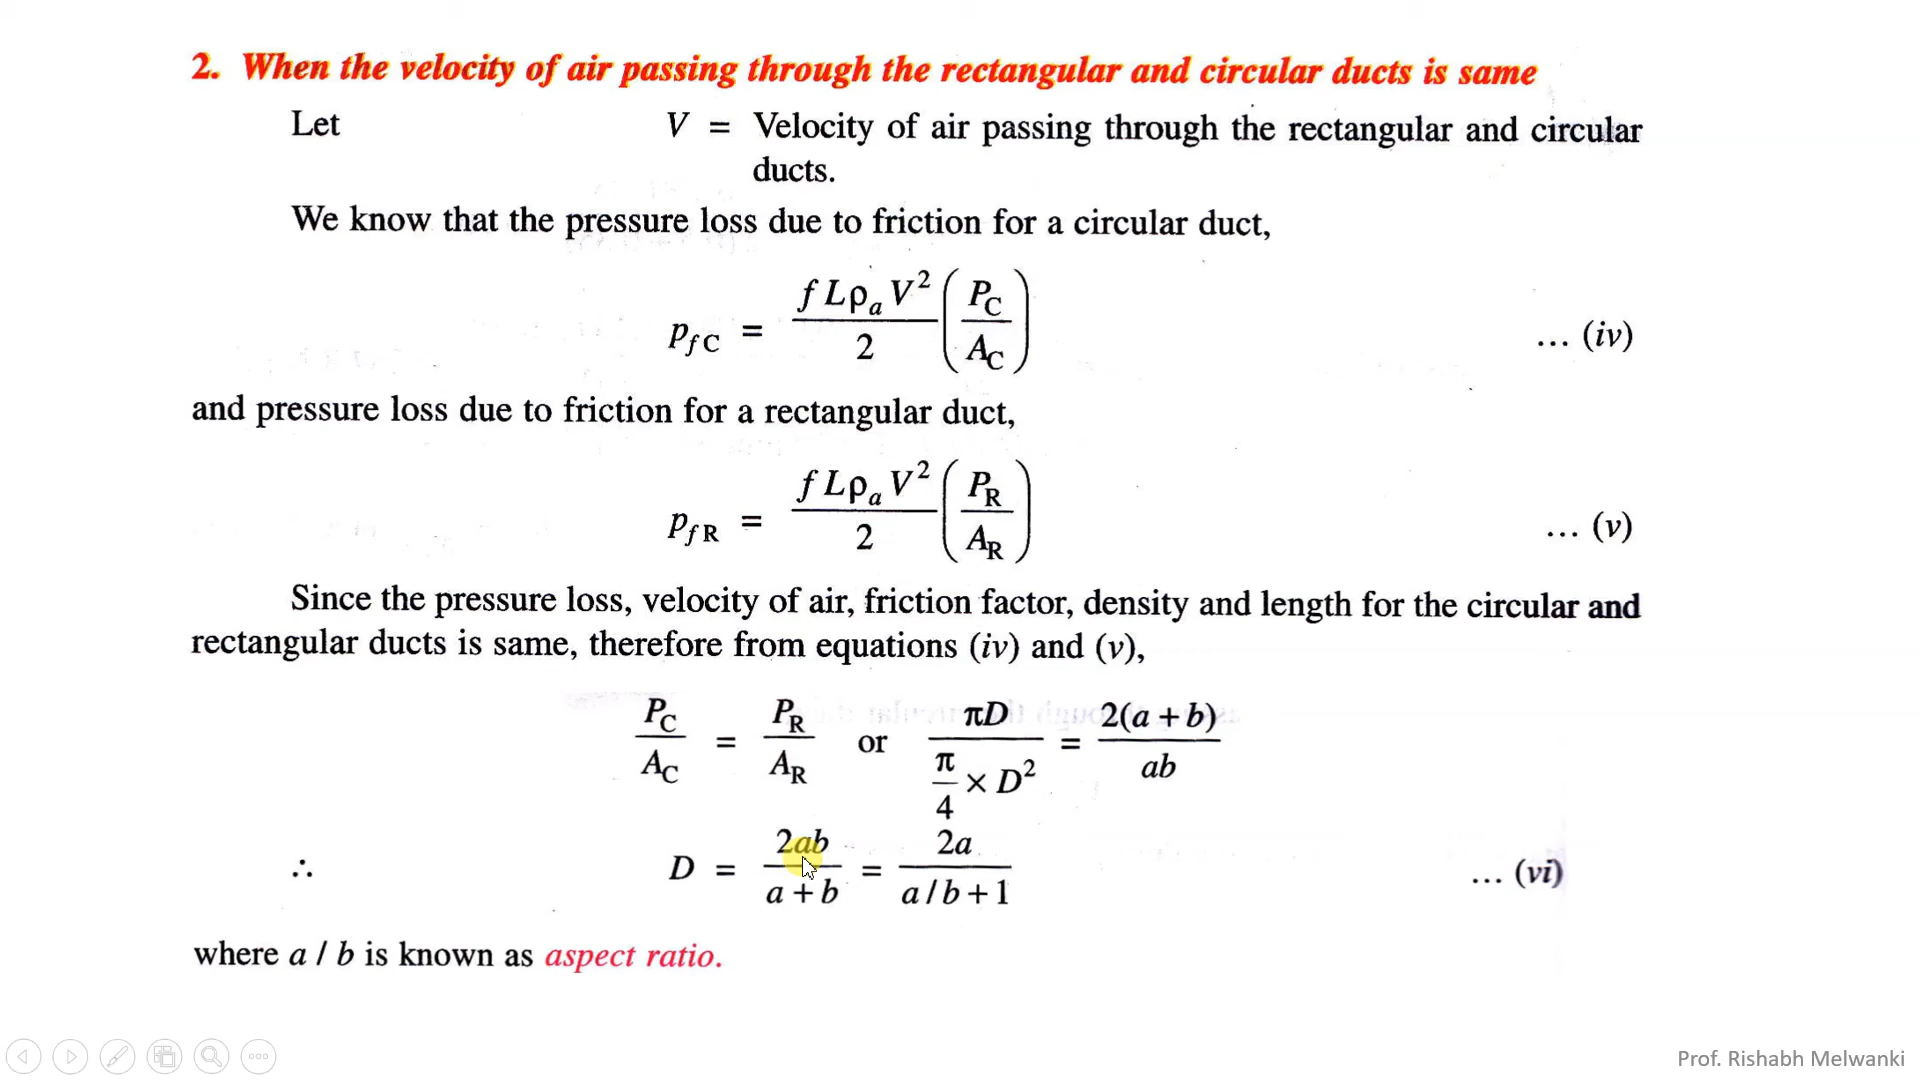 2. When the velocity of air passing through the rectangular and circular ducts is same
Let V = Velocity of air passing through the rectangular and circular
ducts.
We know that the pressure loss due to friction for a circular duct,
p_fC = f L ρ_a V² / 2 (P_C / A_C) ... (iv)
and pressure loss due to friction for a rectangular duct,
p_fR = f L ρ_a V² / 2 (P_R / A_R) ... (v)
Since the pressure loss, velocity of air, friction factor, density and length for the circular and
rectangular ducts is same, therefore from equations (iv) and (v),
P_C / A_C = P_R / A_R or πD / (π/4 × D²) = 2(a + b) / ab
∴ D = 2ab / (a + b) = 2a / (a / b + 1) ... (vi)
where a / b is known as aspect ratio.
Prof. Rishabh Melwanki